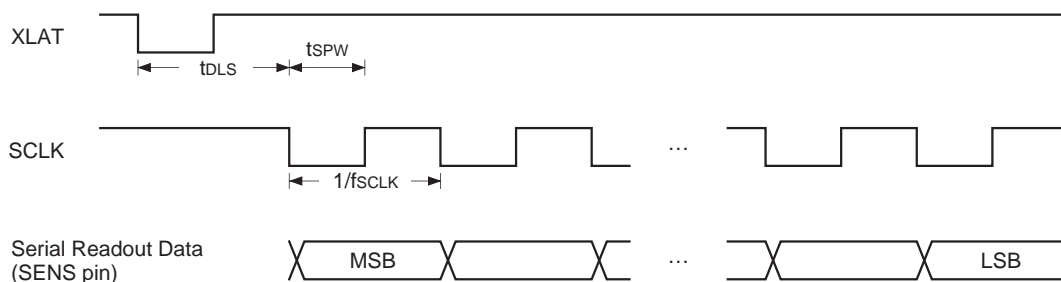 XLAT
tSPW
tDLS
SCLK
...
1/fSCLK
Serial Readout Data
(SENS pin)
MSB
...
LSB